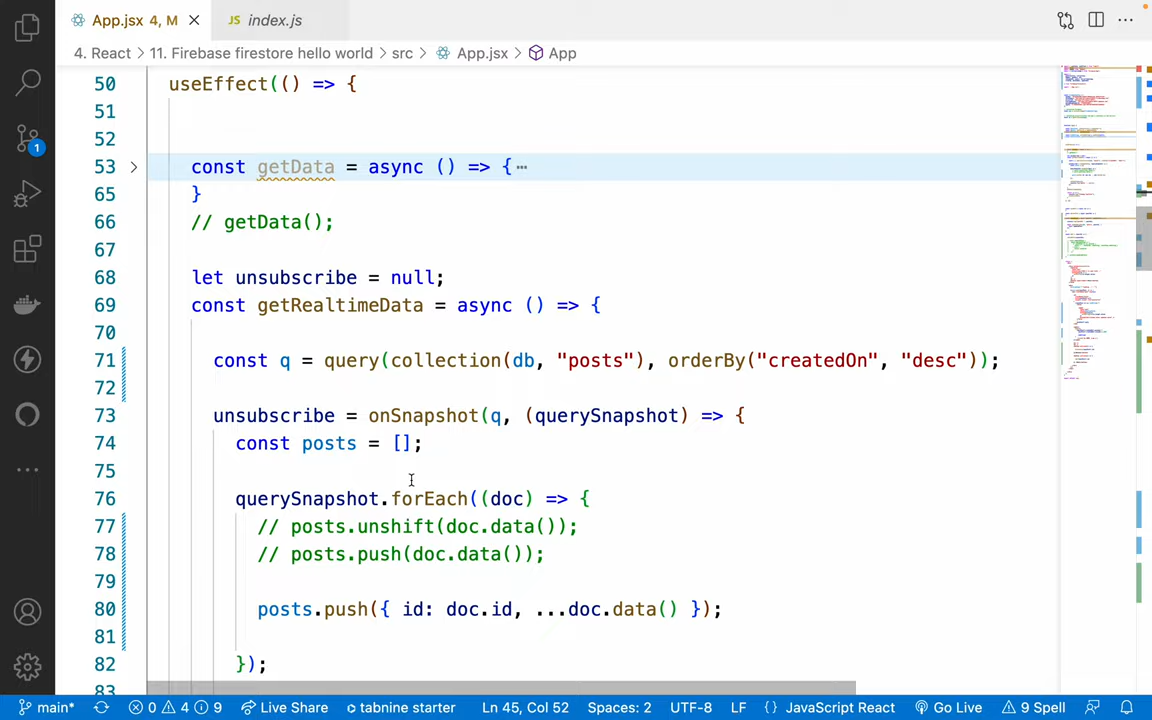 App.jsx 4, M
JS index.js
4. React > 11. Firebase firestore hello world > src > App.jsx > App
50 useEffect(() => {
51
52
53 const getData = async () => {⋯
65 }
66 // getData();
67
68 let unsubscribe = null;
69 const getRealtimeData = async () => {
70
71 const q = query(collection(db, "posts"), orderBy("createdOn", "desc"));
72
73 unsubscribe = onSnapshot(q, (querySnapshot) => {
74 const posts = [];
75
76 querySnapshot.forEach((doc) => {
77 // posts.unshift(doc.data());
78 // posts.push(doc.data());
79
80 posts.push({ id: doc.id, ...doc.data() });
81
82 });
83
1
main* 0 4 9 Live Share tabnine starter Ln 45, Col 52 Spaces: 2 UTF-8 LF {} JavaScript React Go Live 9 Spell